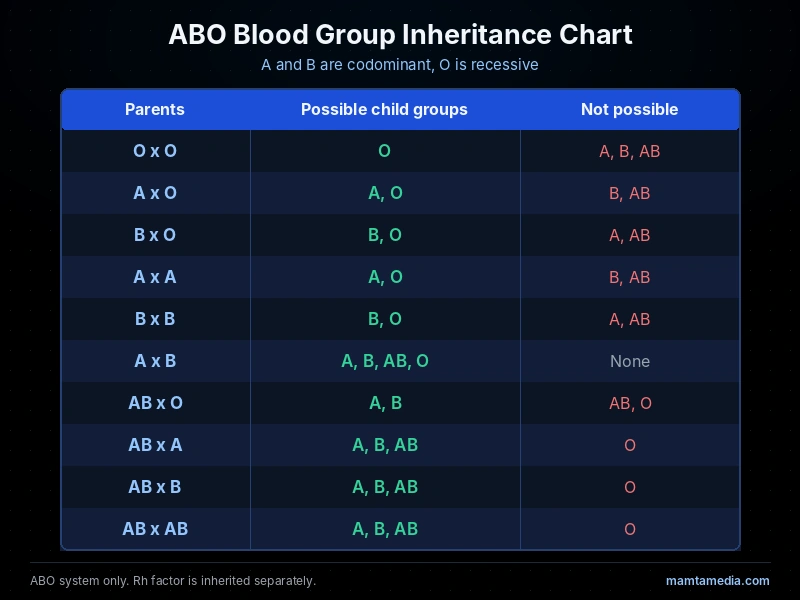 ABO Blood Group Inheritance Chart
A and B are codominant, O is recessive
Parents Possible child groups Not possible
O x O O A, B, AB
A x O A, O B, AB
B x O B, O A, AB
A x A A, O B, AB
B x B B, O A, AB
A x B A, B, AB, O None
AB x O A, B AB, O
AB x A A, B, AB O
AB x B A, B, AB O
AB x AB A, B, AB O
ABO system only. Rh factor is inherited separately. mamtamedia.com